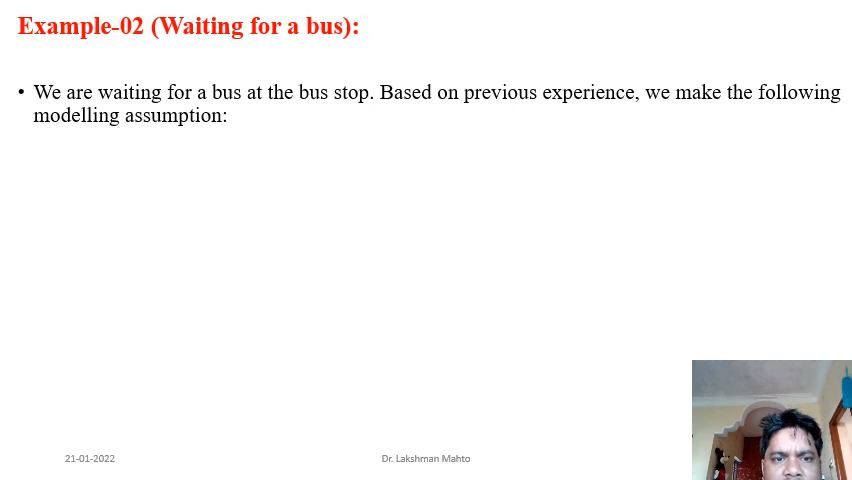 Example-02 (Waiting for a bus):
• We are waiting for a bus at the bus stop. Based on previous experience, we make the following
modelling assumption:
21-01-2022
Dr. Lakshman Mahto